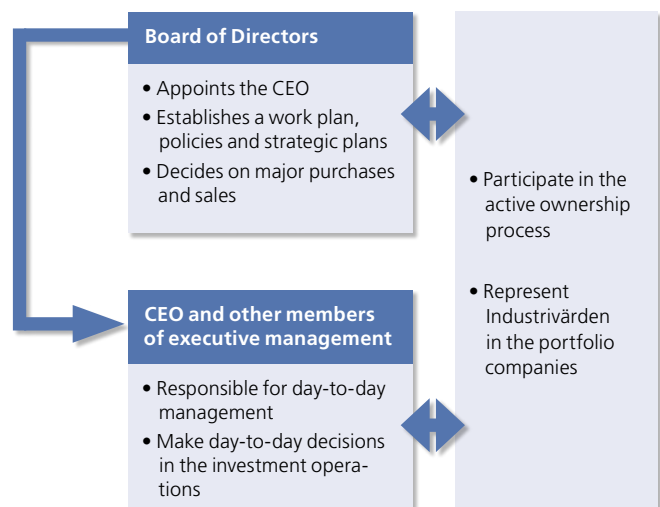 Board of Directors
• Appoints the CEO
• Establishes a work plan,
policies and strategic plans
• Decides on major purchases
and sales
CEO and other members
of executive management
• Responsible for day-to-day
management
• Make day-to-day decisions
in the investment opera-
tions
• Participate in the
active ownership
process
• Represent
Industrivärden
in the portfolio
companies